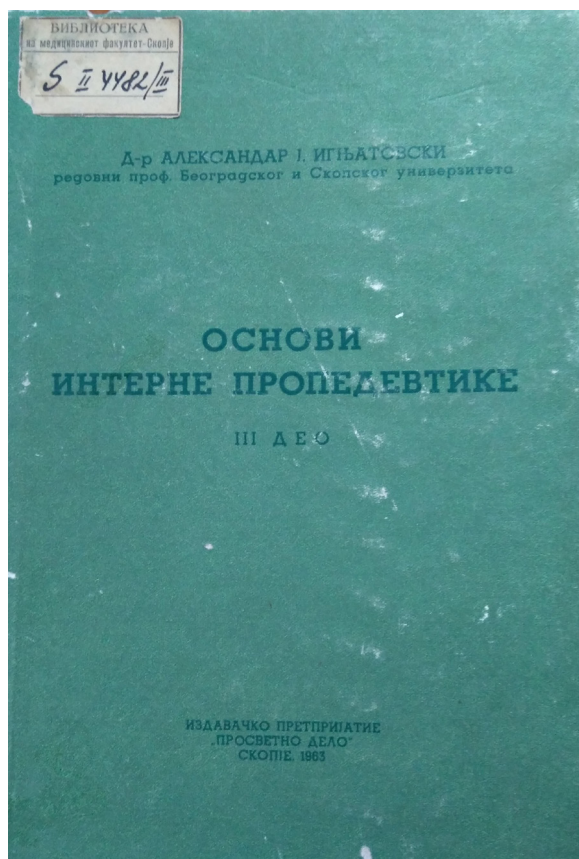 БИБЛИОТЕКА
на медицинскиот факултет-Скопје
S II 4482/III
Д-р АЛЕКСАНДАР Ј. ИГЊАТОВСКИ
редовни проф. Београдског и Скопског универзитета
ОСНОВИ
ИНТЕРНЕ ПРОПЕДЕВТИКЕ
III ДЕО
ИЗДАВАЧКО ПРЕТПРИЈАТИЕ
„ПРОСВЕТНО ДЕЛО"
СКОПЈЕ, 1963